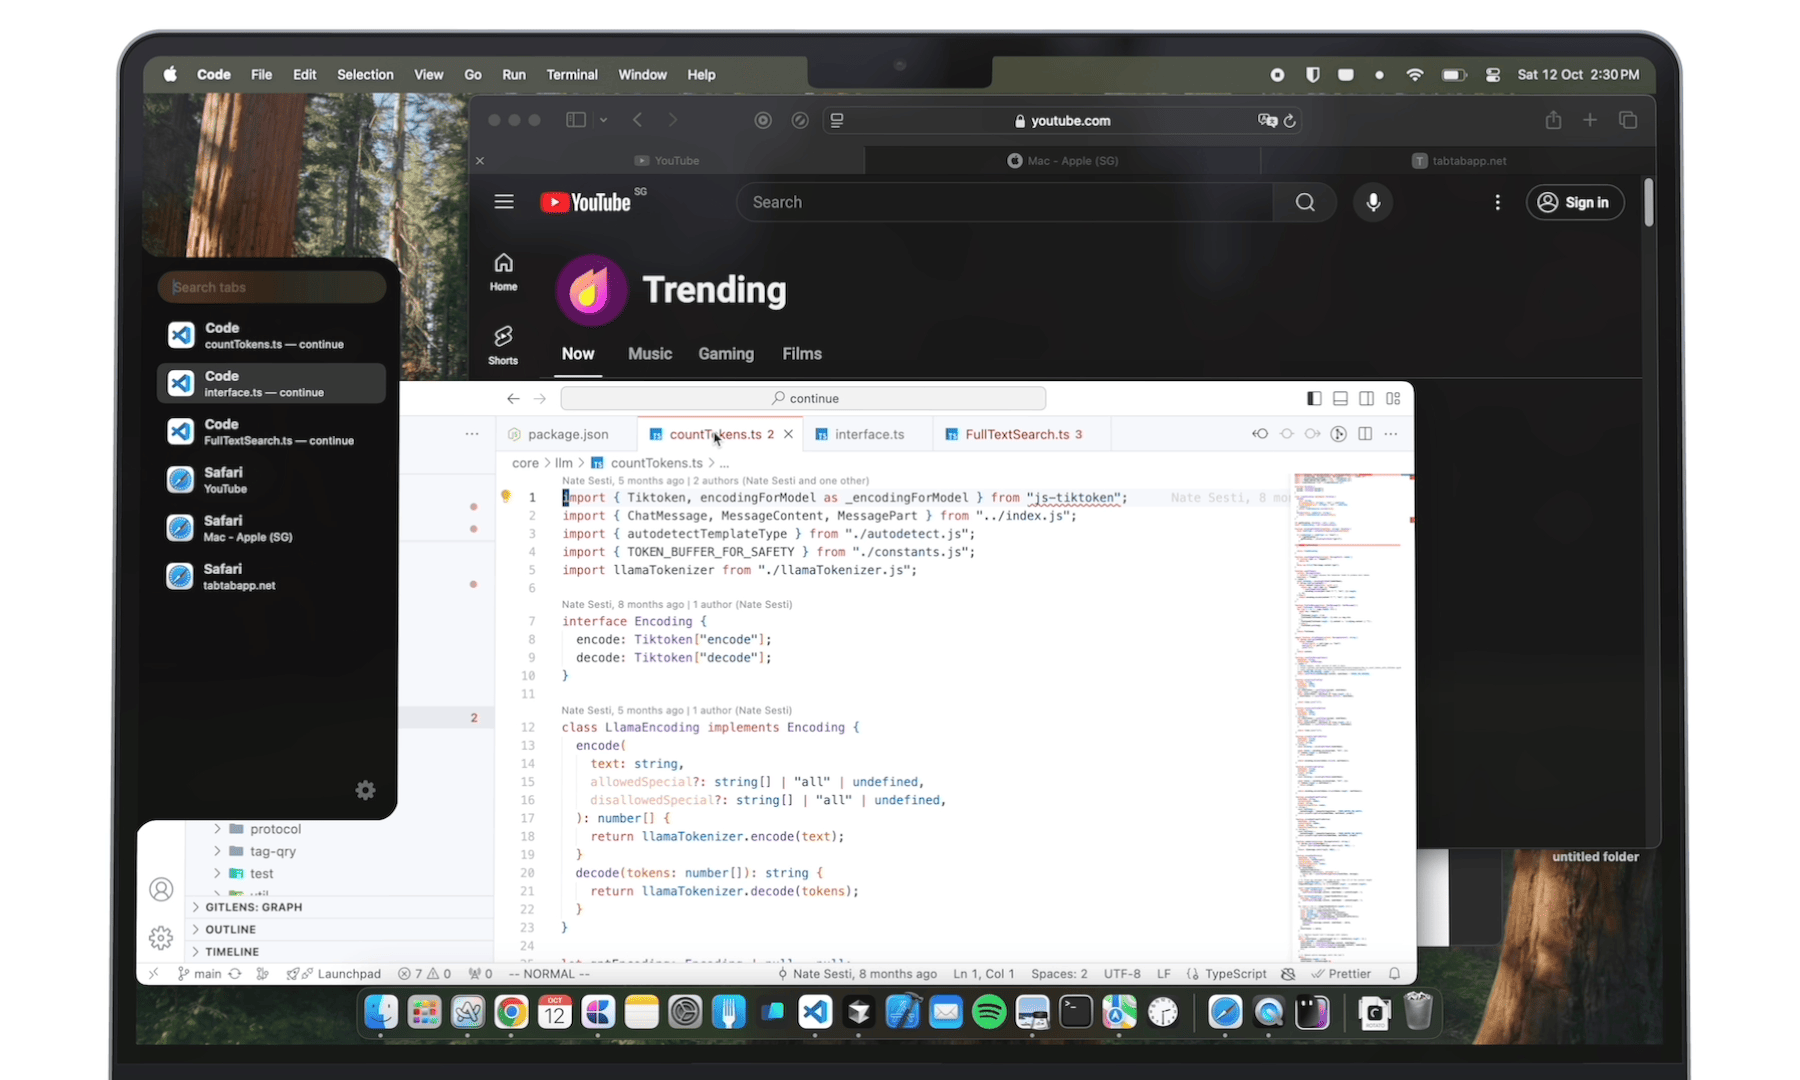 Code File Edit Selection View Go Run Terminal Window Help
Sat 12 Oct 2:30 PM
youtube.com
YouTube
Mac - Apple (SG)
T tabtabapp.net
YouTube SG
Search
Sign in
Home
Trending
Shorts
Now Music Gaming Films
Search tabs
Code
countTokens.ts — continue
Code
interface.ts — continue
Code
FullTextSearch.ts — continue
Safari
YouTube
Safari
Mac - Apple (SG)
Safari
tabtabapp.net
continue
package.json
TS countTokens.ts 2
TS interface.ts
TS FullTextSearch.ts 3
core > llm > TS countTokens.ts > ...
Nate Sesti, 5 months ago | 2 authors (Nate Sesti and one other)
1 import { Tiktoken, encodingForModel as _encodingForModel } from "js-tiktoken"; Nate Sesti, 8 mo
2 import { ChatMessage, MessageContent, MessagePart } from "../index.js";
3 import { autodetectTemplateType } from "./autodetect.js";
4 import { TOKEN_BUFFER_FOR_SAFETY } from "./constants.js";
5 import llamaTokenizer from "./llamaTokenizer.js";
6
Nate Sesti, 8 months ago | 1 author (Nate Sesti)
7 interface Encoding {
8 encode: Tiktoken["encode"];
9 decode: Tiktoken["decode"];
10 }
11
Nate Sesti, 5 months ago | 1 author (Nate Sesti)
12 class LlamaEncoding implements Encoding {
13 encode(
14 text: string,
15 allowedSpecial?: string[] | "all" | undefined,
16 disallowedSpecial?: string[] | "all" | undefined,
17 ): number[] {
18 return llamaTokenizer.encode(text);
19 }
20 decode(tokens: number[]): string {
21 return llamaTokenizer.decode(tokens);
22 }
23 }
24
2
protocol
tag-qry
test
GITLENS: GRAPH
OUTLINE
TIMELINE
untitled folder
main Launchpad 7 0 0 -- NORMAL --
Nate Sesti, 8 months ago Ln 1, Col 1 Spaces: 2 UTF-8 LF TypeScript Prettier
OCT
12